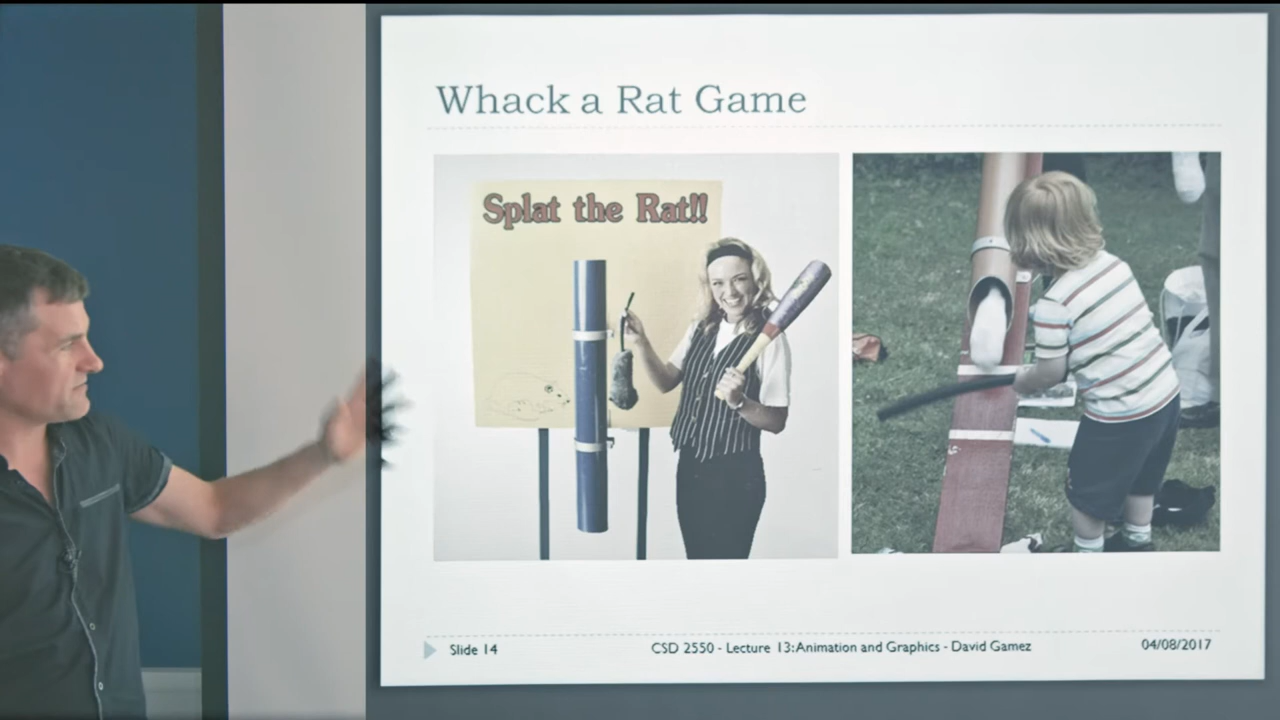 Whack a Rat Game
Splat the Rat!!
Slide 14
CSD 2550 - Lecture 13:Animation and Graphics - David Gamez
04/08/2017